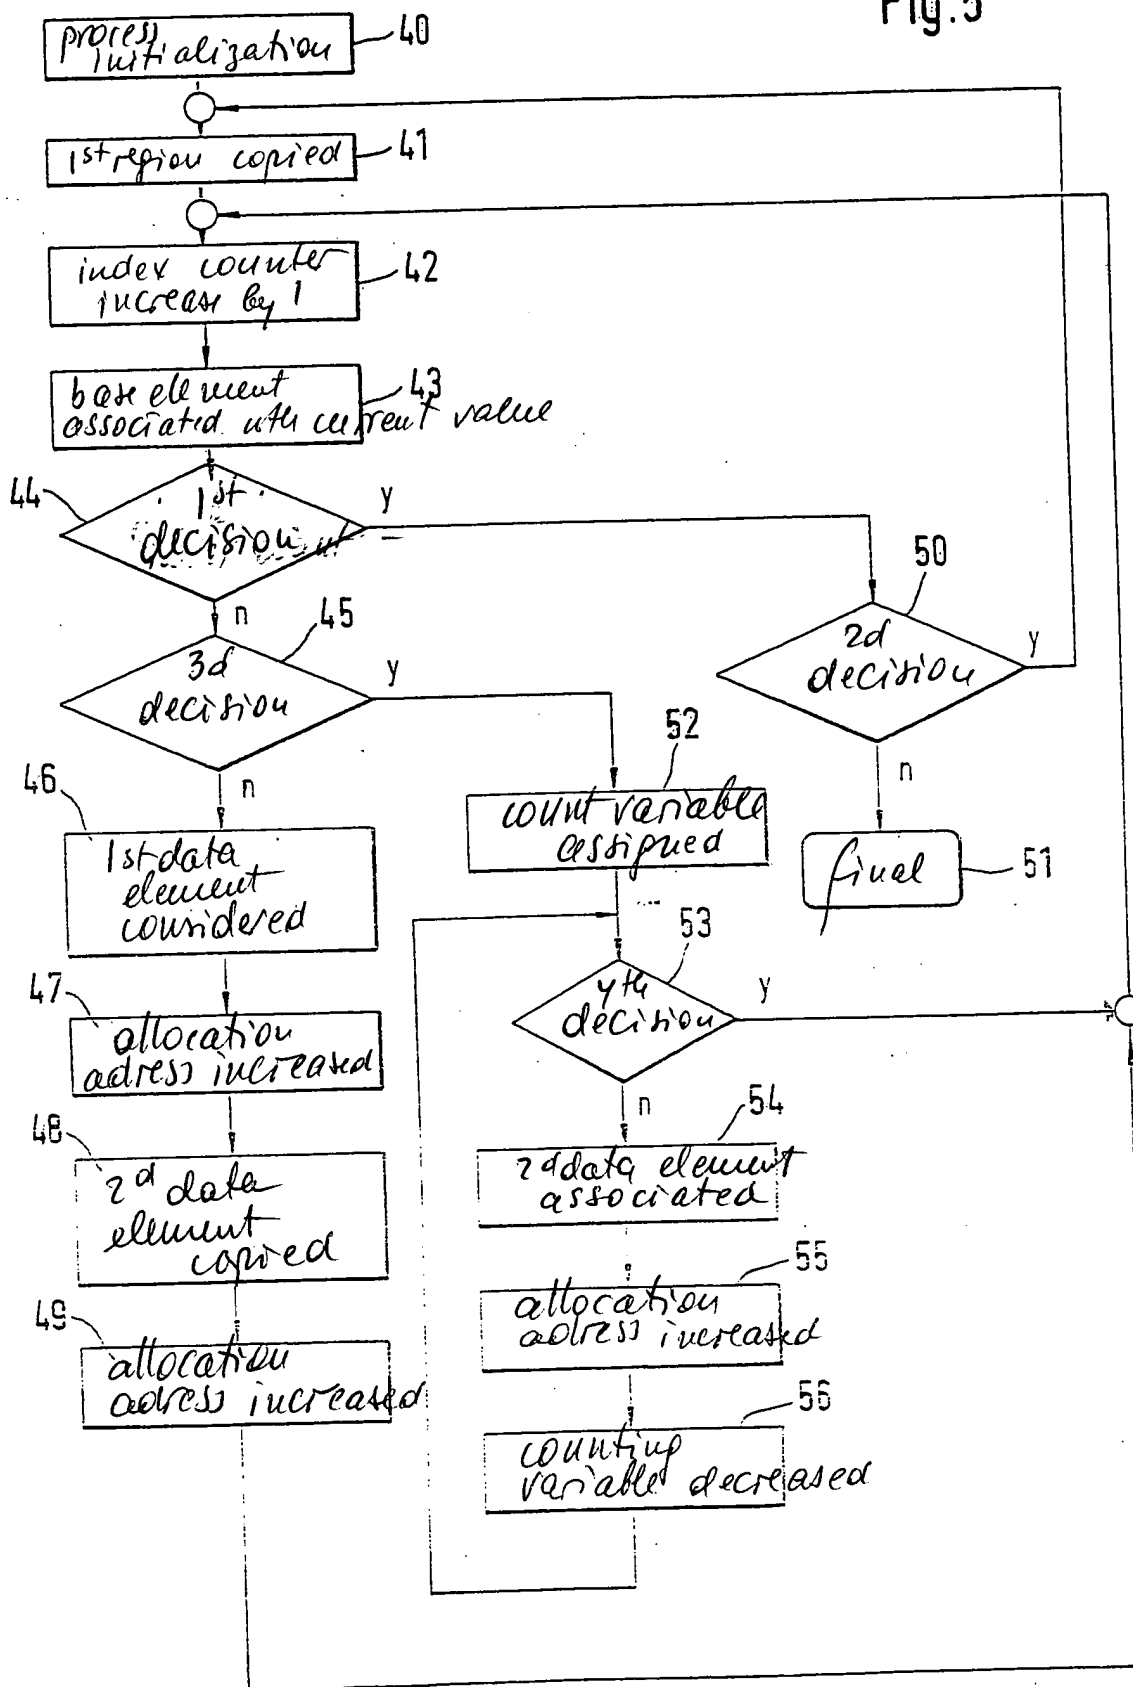 Fig.5
process
initialization
40
1st region copied
41
index counter
increase by 1
42
base element
associated with current value
43
44
1st
decision
y
n
45
3d
decision
y
n
50
2d
decision
y
n
final
51
46
1st data
element
considered
52
count variable
assigned
47
allocation
adress increased
53
4th
decision
y
n
48
2d data
element
copied
54
2d data element
associated
49
allocation
adress increased
55
allocation
adress increased
56
counting
variable decreased